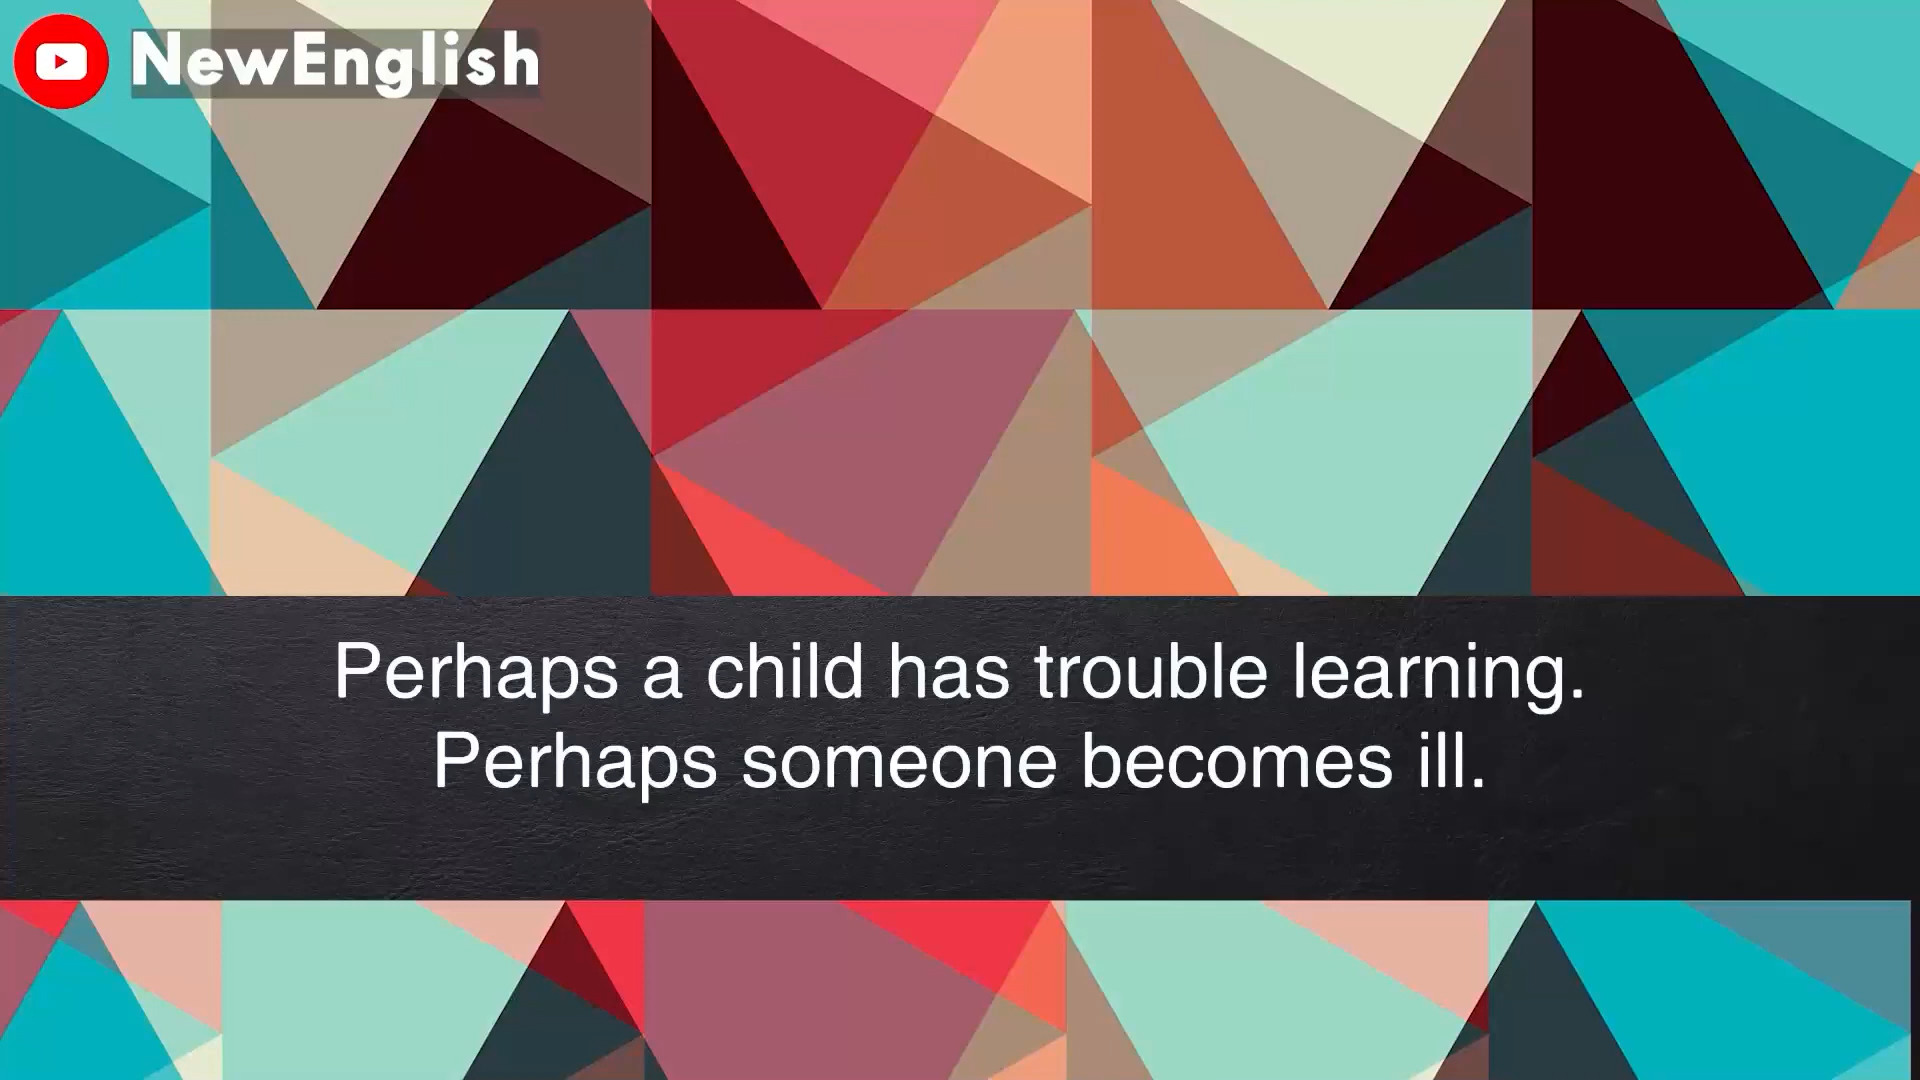 NewEnglish
Perhaps a child has trouble learning.
Perhaps someone becomes ill.